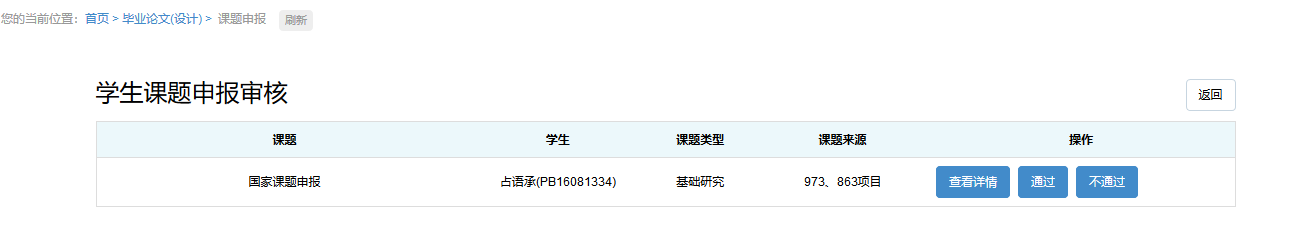 您的当前位置：首页 > 毕业论文(设计) > 课题申报 刷新
学生课题申报审核 返回
课题 学生 课题类型 课题来源 操作
国家课题申报 占语承(PB16081334) 基础研究 973、863项目 查看详情 通过 不通过